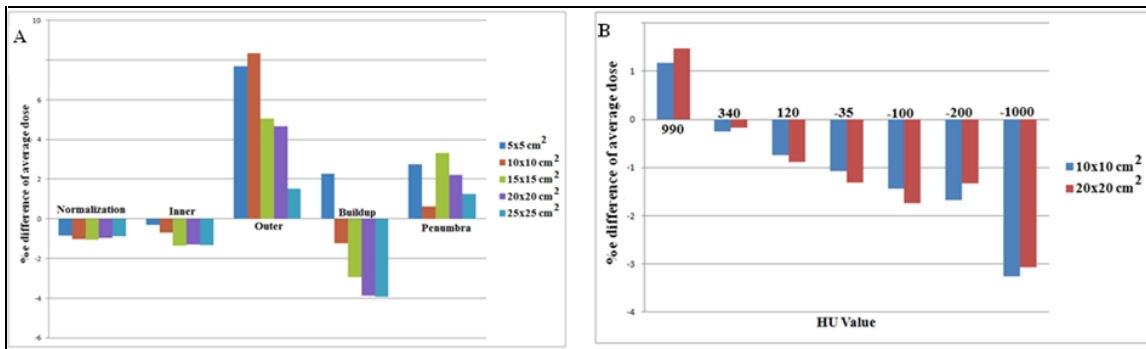 A
%e difference of average dose
10
8
6
4
2
0
-2
-4
-6
Normalization
Inner
Outer
Buildup
Penumbra
5x5 cm²
10x10 cm²
15x15 cm²
20x20 cm²
25x25 cm²
B
%e difference of average dose
1
0
-1
-2
-3
-4
990
340
120
-35
-100
-200
-1000
HU Value
10x10 cm²
20x20 cm²